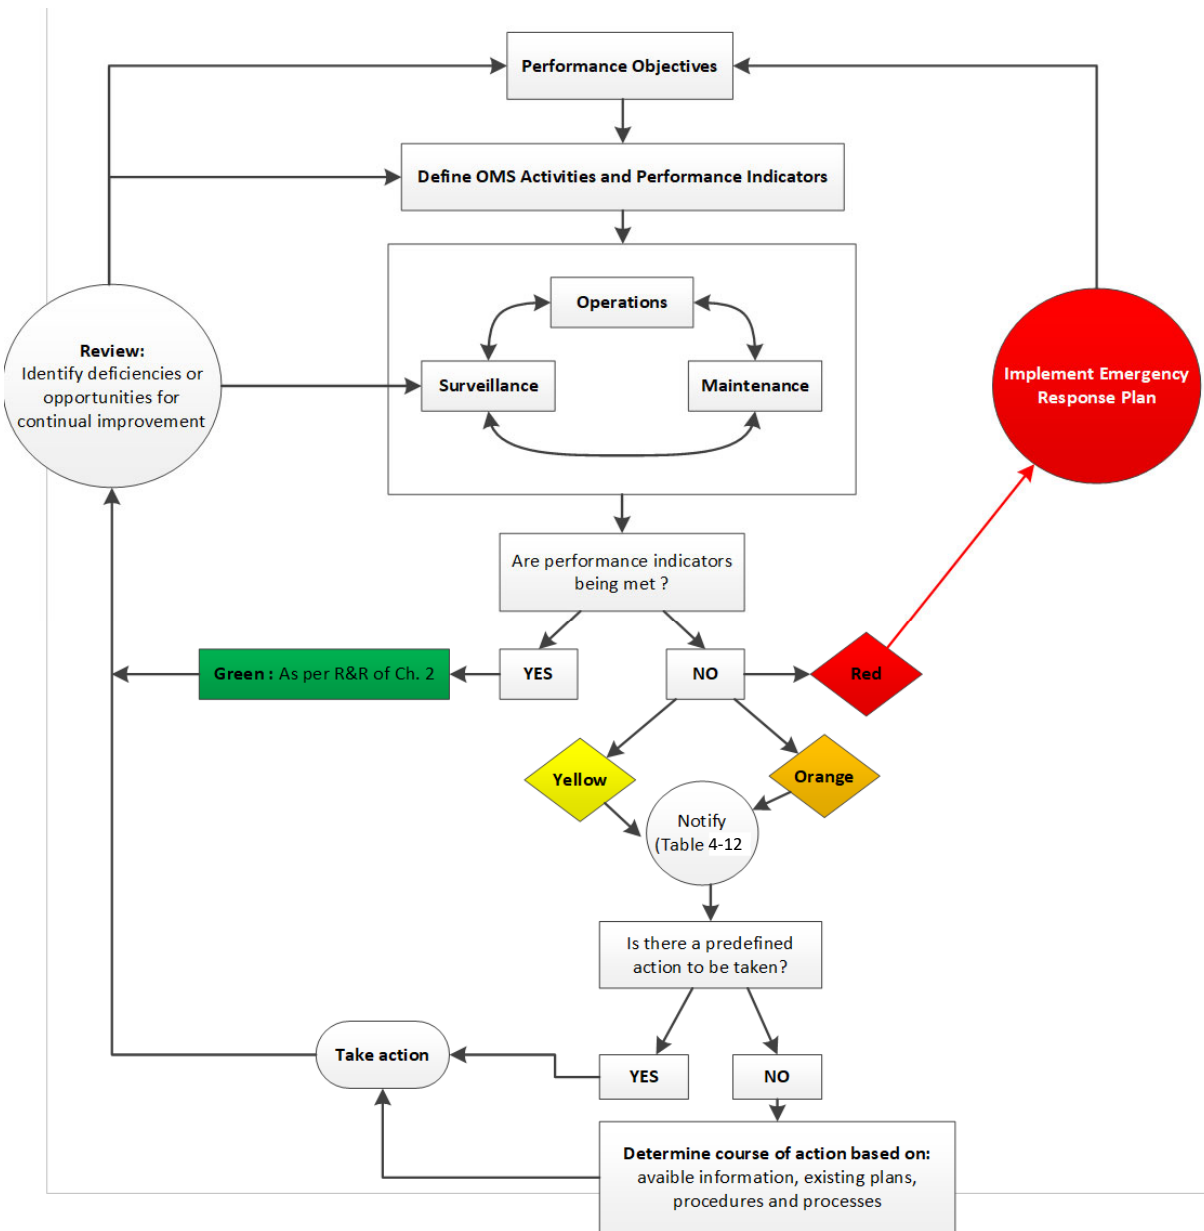 Performance Objectives
Define OMS Activities and Performance Indicators
Operations
Surveillance
Maintenance
Review:
Identify deficiencies or
opportunities for
continual improvement
Implement Emergency
Response Plan
Are performance indicators
being met ?
Green : As per R&R of Ch. 2
YES
NO
Red
Yellow
Orange
Notify
(Table 4-12
Is there a predefined
action to be taken?
Take action
YES
NO
Determine course of action based on:
avaible information, existing plans,
procedures and processes